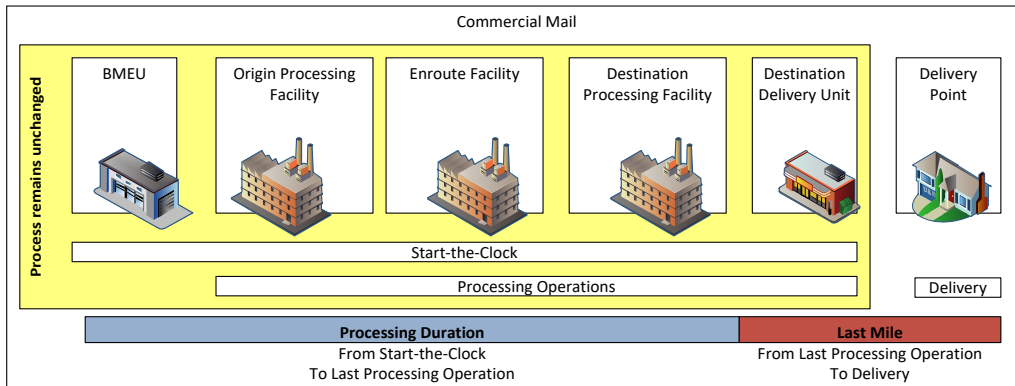 Commercial Mail
Process remains unchanged
BMEU
Origin Processing
Facility
Enroute Facility
Destination
Processing Facility
Destination
Delivery Unit
Delivery
Point
Start-the-Clock
Processing Operations
Delivery
Processing Duration
Last Mile
From Start-the-Clock
To Last Processing Operation
From Last Processing Operation
To Delivery